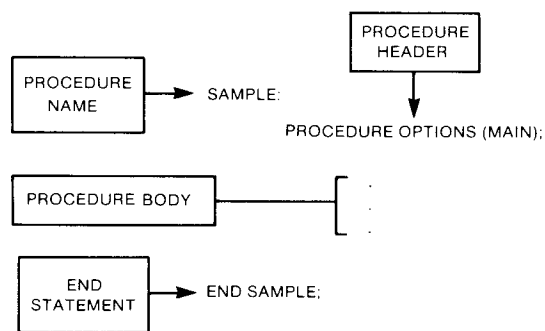 PROCEDURE
HEADER
PROCEDURE
NAME
SAMPLE:
PROCEDURE OPTIONS (MAIN);
PROCEDURE BODY
.
.
.
END
STATEMENT
END SAMPLE;